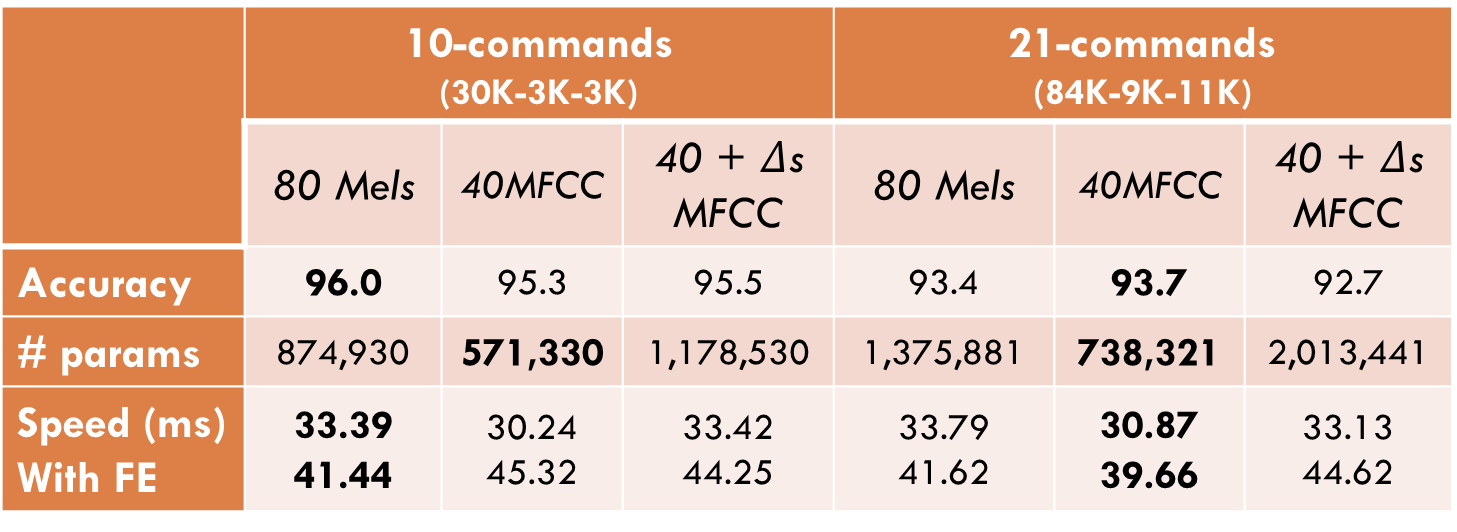 10-commands 21-commands
(30K-3K-3K) (84K-9K-11K)
80 Mels 40MFCC 40 + Δs MFCC 80 Mels 40MFCC 40 + Δs MFCC
Accuracy 96.0 95.3 95.5 93.4 93.7 92.7
# params 874,930 571,330 1,178,530 1,375,881 738,321 2,013,441
Speed (ms) 33.39 30.24 33.42 33.79 30.87 33.13
With FE 41.44 45.32 44.25 41.62 39.66 44.62